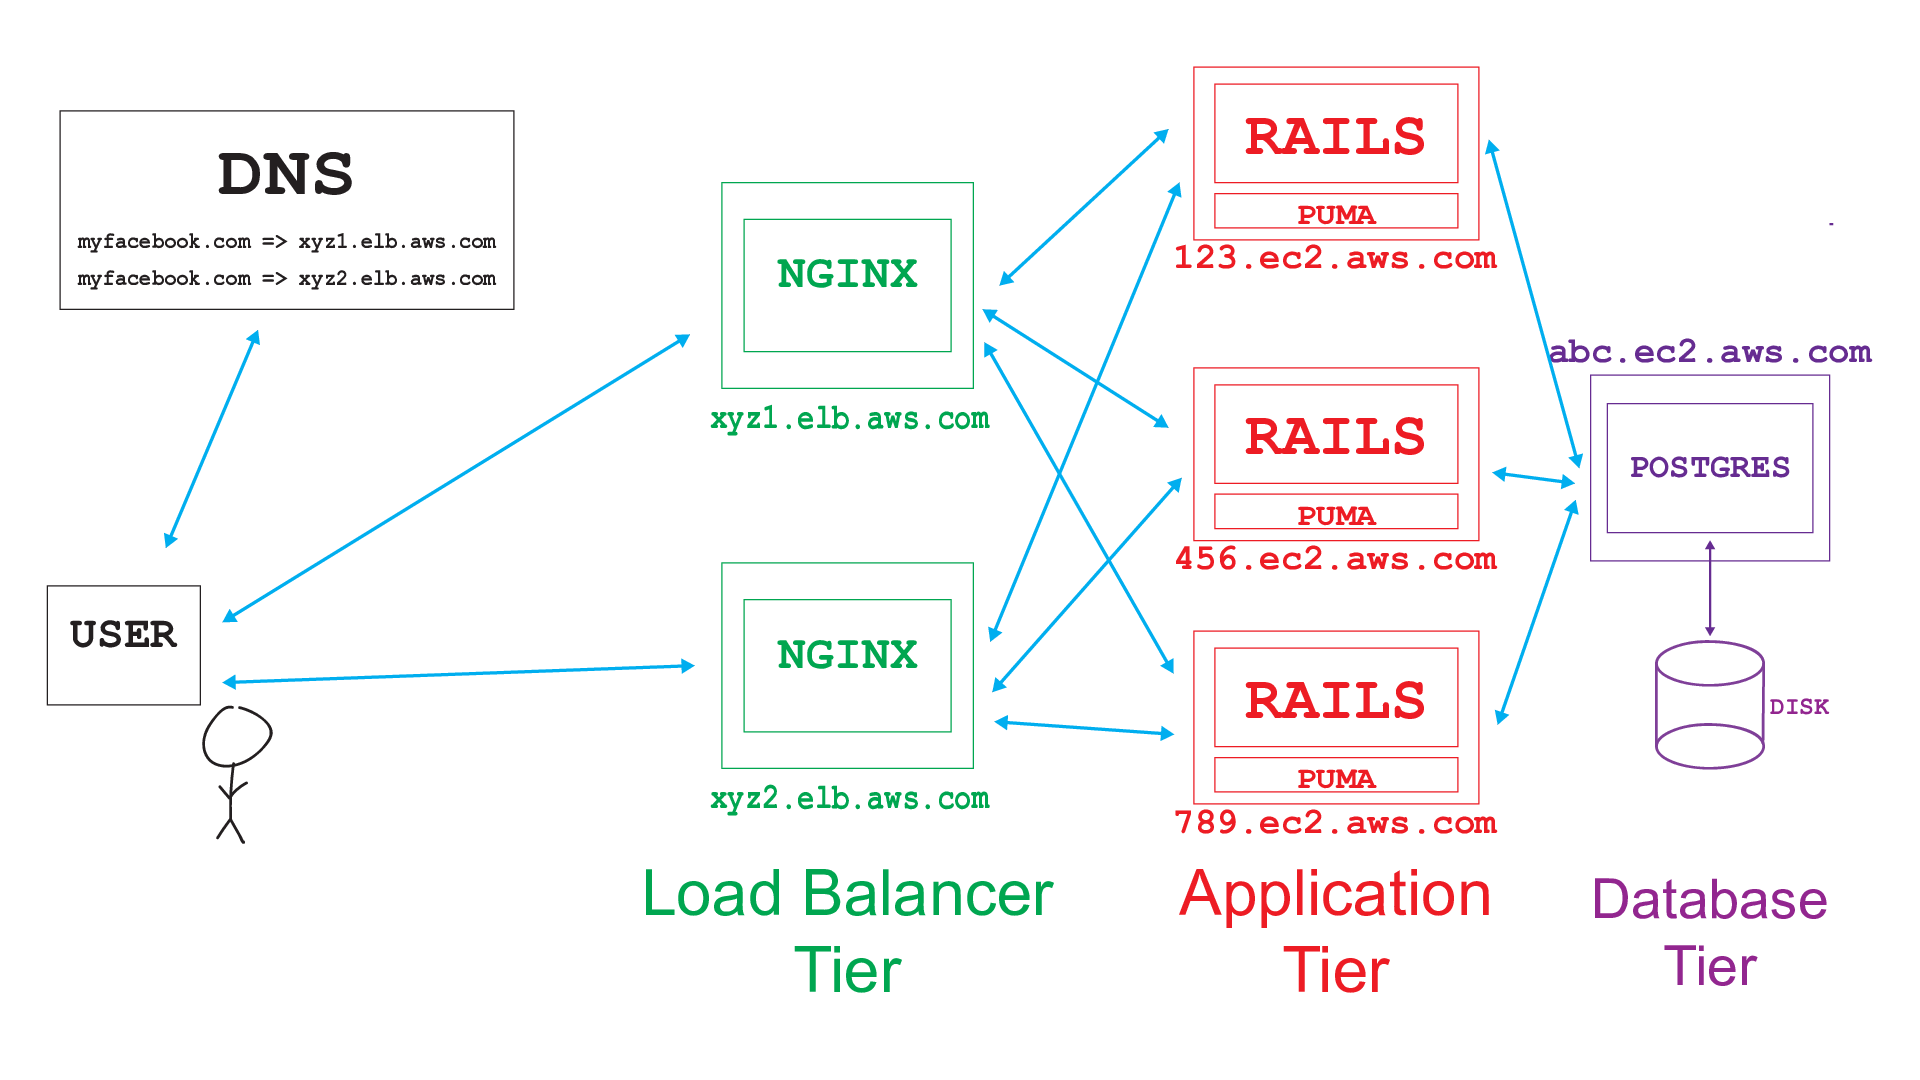 DNS
myfacebook.com => xyz1.elb.aws.com
myfacebook.com => xyz2.elb.aws.com
USER
NGINX
xyz1.elb.aws.com
NGINX
xyz2.elb.aws.com
Load Balancer
Tier
RAILS
PUMA
123.ec2.aws.com
RAILS
PUMA
456.ec2.aws.com
RAILS
PUMA
789.ec2.aws.com
Application
Tier
abc.ec2.aws.com
POSTGRES
DISK
Database
Tier